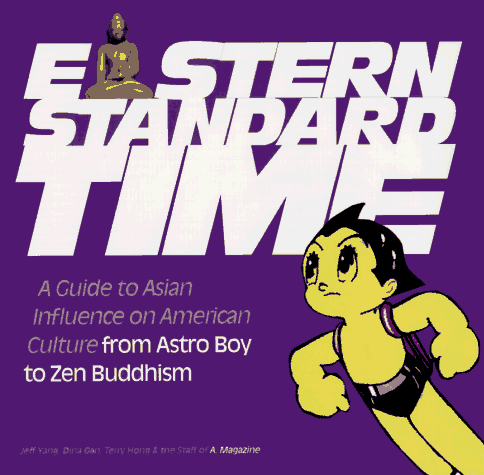 EASTERN
STANDARD
TIME
A Guide to Asian
Influence on American
Culture from Astro Boy
to Zen Buddhism
Jeff Yang, Dina Gan, Terry Hong & the Staff of A. Magazine